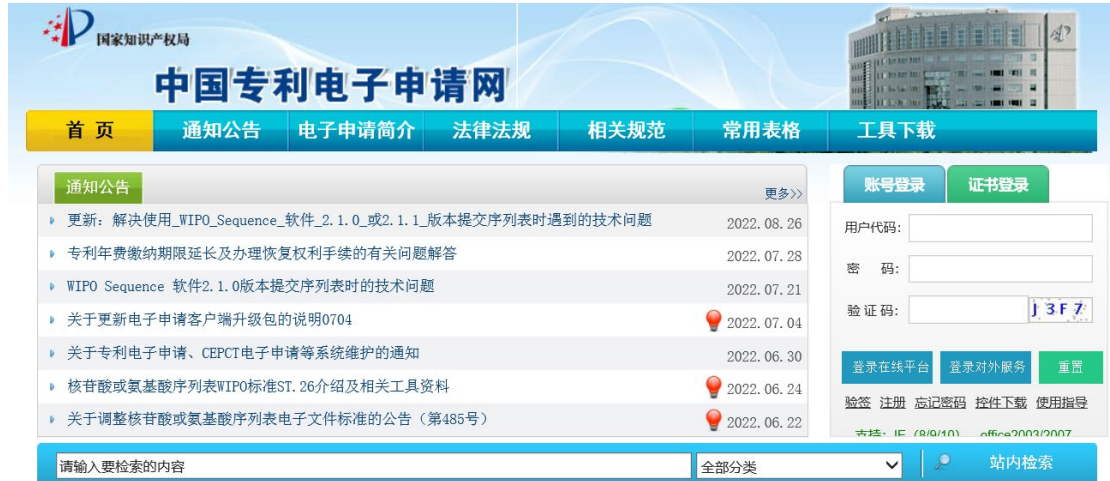 国家知识产权局
中国专利电子申请网
首 页 通知公告 电子申请简介 法律法规 相关规范 常用表格 工具下载
通知公告 更多>>
更新：解决使用_WIPO_Sequence_软件_2.1.0_或2.1.1_版本提交序列表时遇到的技术问题 2022.08.26
专利年费缴纳期限延长及办理恢复权利手续的有关问题解答 2022.07.28
WIPO Sequence 软件2.1.0版本提交序列表时的技术问题 2022.07.21
关于更新电子申请客户端升级包的说明0704 2022.07.04
关于专利电子申请、CEPCT电子申请等系统维护的通知 2022.06.30
核苷酸或氨基酸序列表WIPO标准ST.26介绍及相关工具资料 2022.06.24
关于调整核苷酸或氨基酸序列表电子文件标准的公告（第485号） 2022.06.22
账号登录 证书登录
用户代码:
密 码:
验证码: J3F7
登录在线平台 登录对外服务 重置
验签 注册 忘记密码 控件下载 使用指导
支持: IE (8/9/10) office2003/2007
请输入要检索的内容 全部分类 站内检索